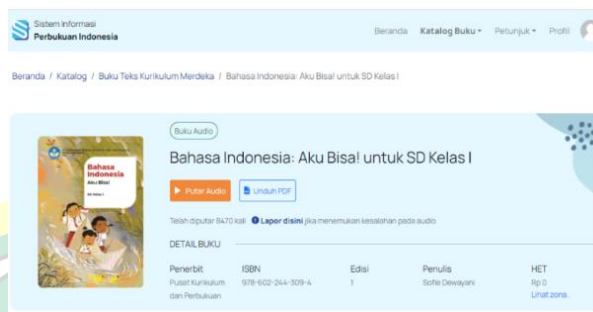 Sistem Informasi
Perbukuan Indonesia
Beranda Katalog Buku Petunjuk Profil
Beranda / Katalog / Buku Teks Kurikulum Merdeka / Bahasa Indonesia: Aku Bisa! untuk SD Kelas I
Buku Audio
Bahasa Indonesia: Aku Bisa! untuk SD Kelas I
Putar Audio Unduh PDF
Telah diputar 8470 kali Lapor disini jika menemukan kesalahan pada audio
DETAIL BUKU
Penerbit ISBN Edisi Penulis HET
Pusat Kurikulum 978-602-244-309-4 1 Sofie Dewayani Rp 0
dan Perbukuan Lihat zona.
Bahasa
Indonesia
Aku Bisa!